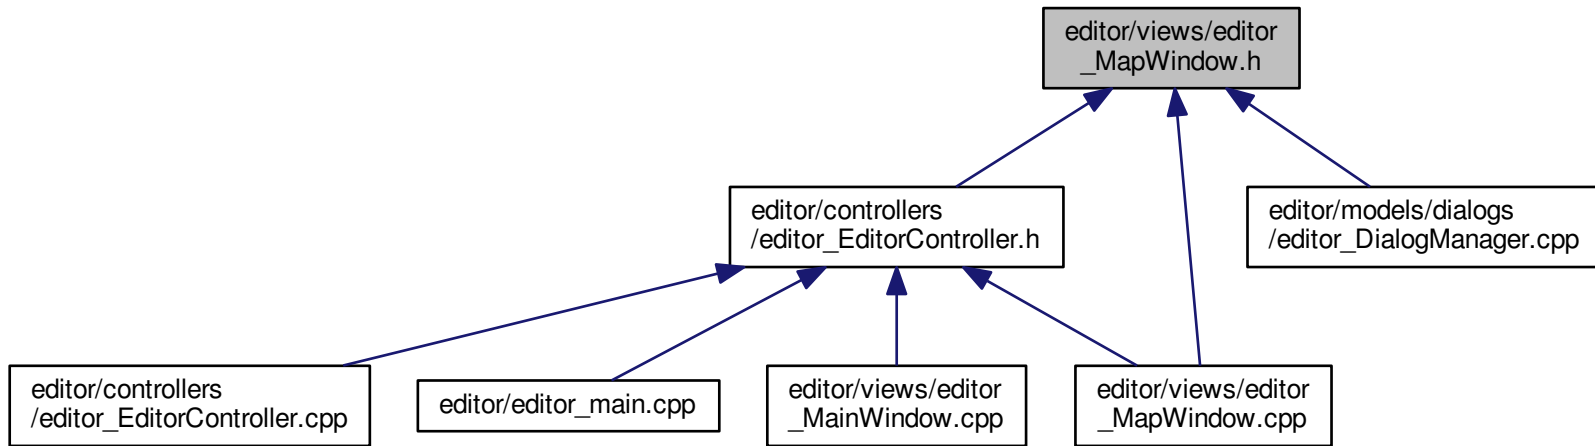 editor/views/editor
_MapWindow.h
editor/controllers
/editor_EditorController.h
editor/models/dialogs
/editor_DialogManager.cpp
editor/controllers
/editor_EditorController.cpp
editor/editor_main.cpp
editor/views/editor
_MainWindow.cpp
editor/views/editor
_MapWindow.cpp